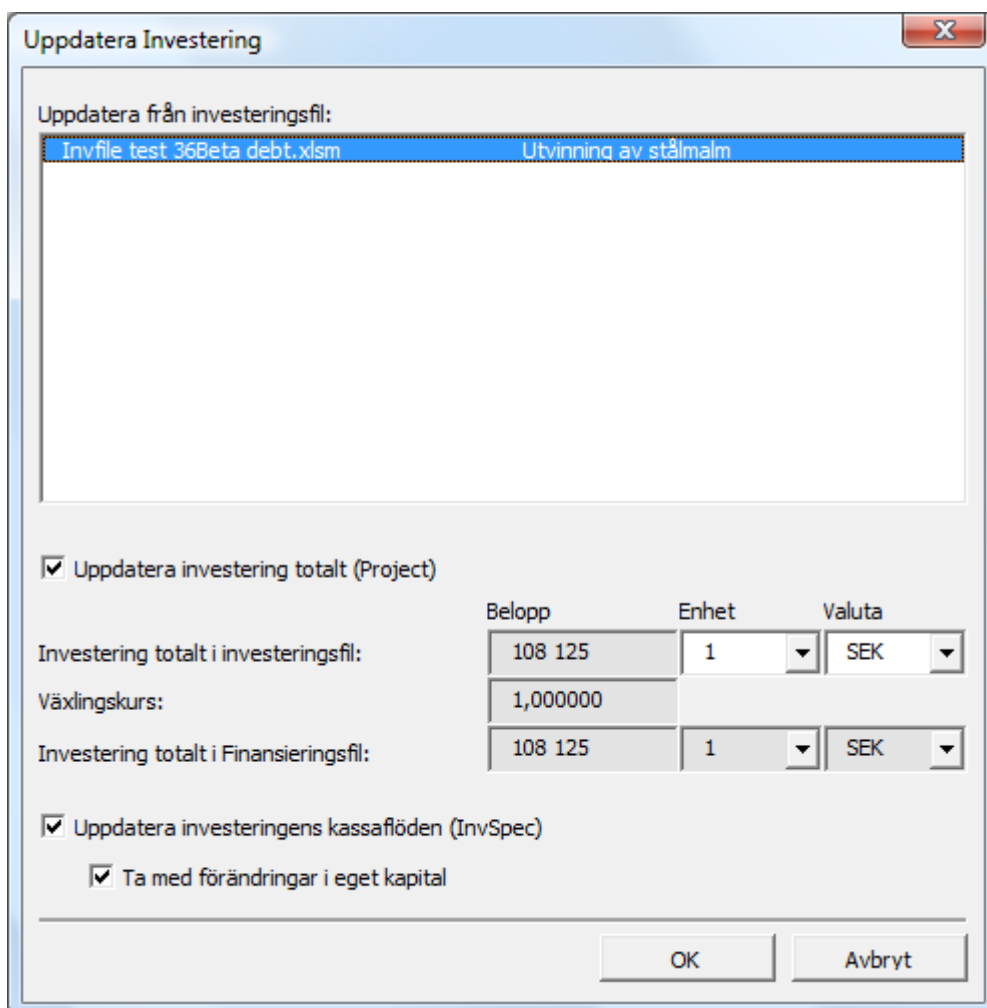 Uppdatera Investering
Uppdatera från investeringsfil:
Invfile test 36Beta debt.xlsm Utvinning av stålmalm
Uppdatera investering totalt (Project)
Belopp Enhet Valuta
Investering totalt i investeringsfil: 108 125 1 SEK
Växlingskurs: 1,000000
Investering totalt i Finansieringsfil: 108 125 1 SEK
Uppdatera investeringens kassaflöden (InvSpec)
Ta med förändringar i eget kapital
OK Avbryt